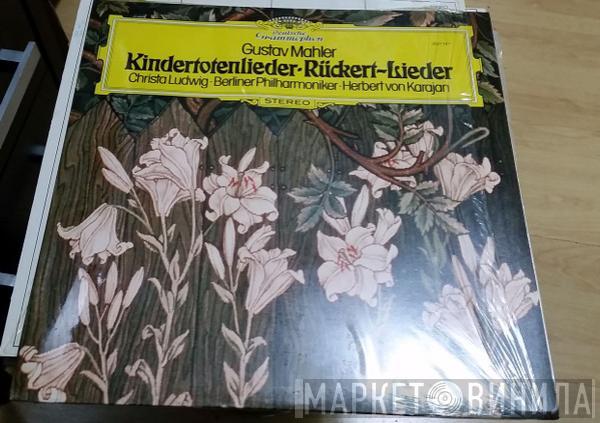 Deutsche
Grammophon
Gustav Mahler
Kindertotenlieder · Rückert-Lieder
Christa Ludwig · Berliner Philharmoniker · Herbert von Karajan
STEREO
МАРКЕТ ВИНИЛА